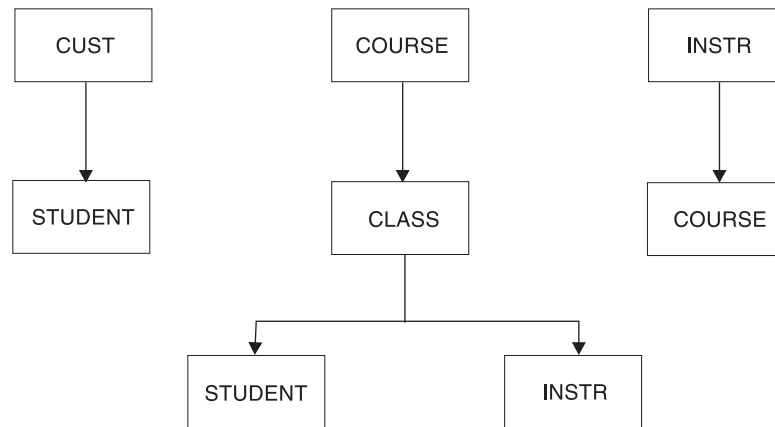 CUST
COURSE
INSTR
STUDENT
CLASS
COURSE
STUDENT
INSTR